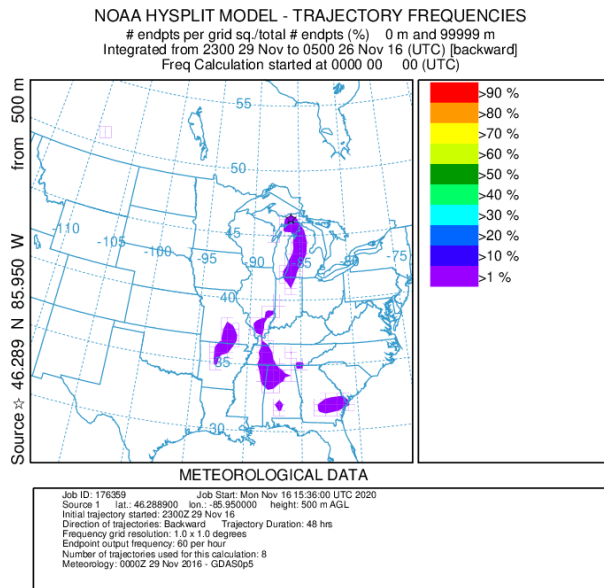 NOAA HYSPLIT MODEL - TRAJECTORY FREQUENCIES
# endpts per grid sq./total # endpts (%) 0 m and 99999 m
Integrated from 2300 29 Nov to 0500 26 Nov 16 (UTC) [backward]
Freq Calculation started at 0000 00 00 (UTC)
Source ☆ 46.289 N 85.950 W from 500 m
55
50
-110
-105
-100
-95
-90
-85
-80
-75
45
40
35
30
>90 %
>80 %
>70 %
>60 %
>50 %
>40 %
>30 %
>20 %
>10 %
>1 %
METEOROLOGICAL DATA
Job ID: 176359 Job Start: Mon Nov 16 15:36:00 UTC 2020
Source 1 lat.: 46.288900 lon.: -85.950000 height: 500 m AGL
Initial trajectory started: 2300Z 29 Nov 16
Direction of trajectories: Backward Trajectory Duration: 48 hrs
Frequency grid resolution: 1.0 x 1.0 degrees
Endpoint output frequency: 60 per hour
Number of trajectories used for this calculation: 8
Meteorology: 0000Z 29 Nov 2016 - GDAS0p5